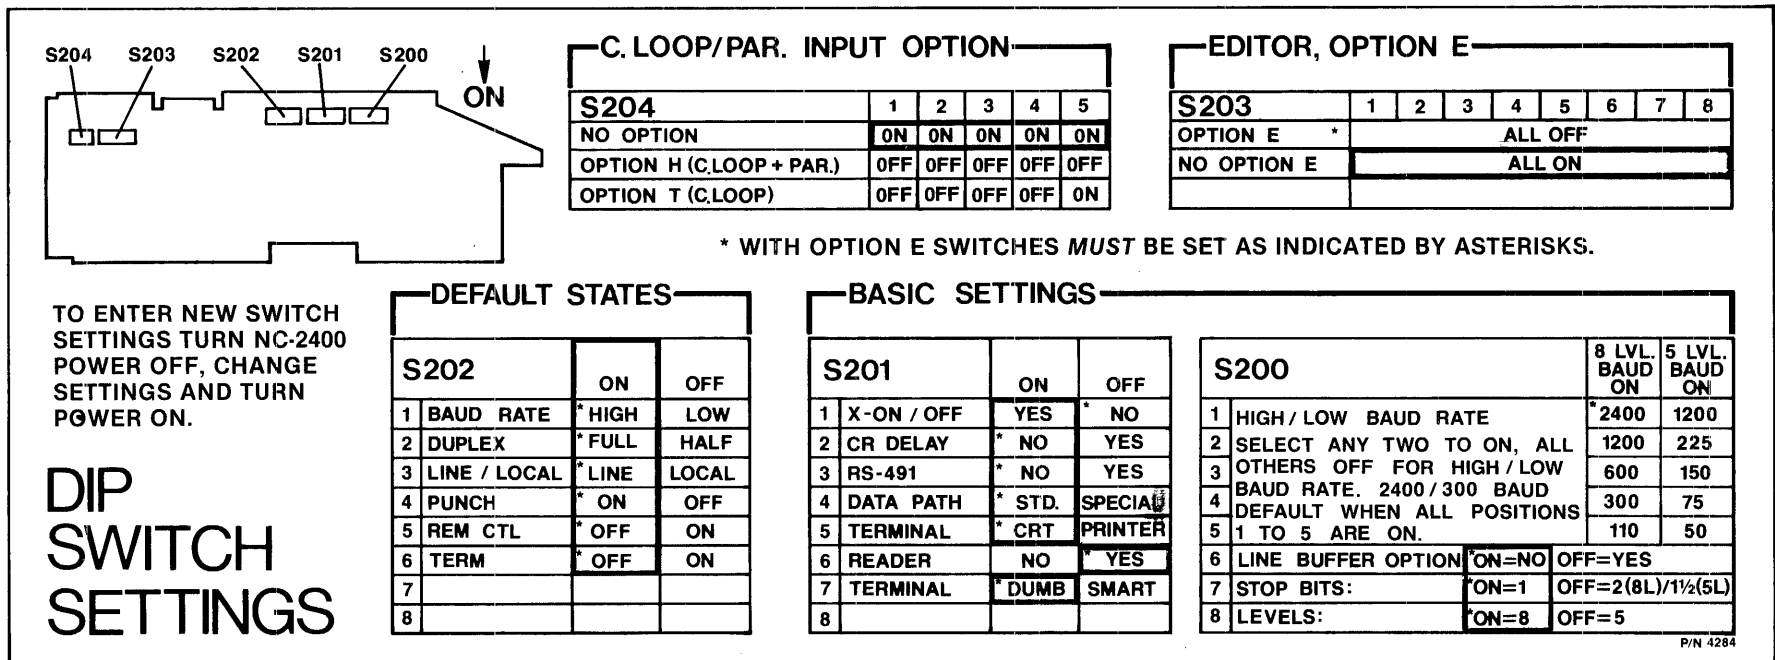 S204 S203 S202 S201 S200
ON
C.LOOP/PAR. INPUT OPTION
S204 1 2 3 4 5
NO OPTION ON ON ON ON ON
OPTION H (C.LOOP + PAR.) OFF OFF OFF OFF OFF
OPTION T (C.LOOP) OFF OFF OFF OFF ON
EDITOR, OPTION E
S203 1 2 3 4 5 6 7 8
OPTION E * ALL OFF
NO OPTION E ALL ON
* WITH OPTION E SWITCHES MUST BE SET AS INDICATED BY ASTERISKS.
TO ENTER NEW SWITCH
SETTINGS TURN NC-2400
POWER OFF, CHANGE
SETTINGS AND TURN
POWER ON.
DIP
SWITCH
SETTINGS
DEFAULT STATES
S202 ON OFF
1 BAUD RATE *HIGH LOW
2 DUPLEX *FULL HALF
3 LINE / LOCAL *LINE LOCAL
4 PUNCH * ON OFF
5 REM CTL * OFF ON
6 TERM * OFF ON
7
8
BASIC SETTINGS
S201 ON OFF
1 X-ON / OFF YES * NO
2 CR DELAY * NO YES
3 RS-491 * NO YES
4 DATA PATH * STD. SPECIAL
5 TERMINAL * CRT PRINTER
6 READER NO * YES
7 TERMINAL *DUMB SMART
8
S200 8 LVL. BAUD ON 5 LVL. BAUD ON
1 HIGH / LOW BAUD RATE *2400 1200
2 SELECT ANY TWO TO ON, ALL 1200 225
3 OTHERS OFF FOR HIGH / LOW 600 150
4 BAUD RATE. 2400 / 300 BAUD 300 75
DEFAULT WHEN ALL POSITIONS
5 1 TO 5 ARE ON. 110 50
6 LINE BUFFER OPTION *ON=NO OFF=YES
7 STOP BITS: *ON=1 OFF=2(8L)/1½(5L)
8 LEVELS: *ON=8 OFF=5
P/N 4284